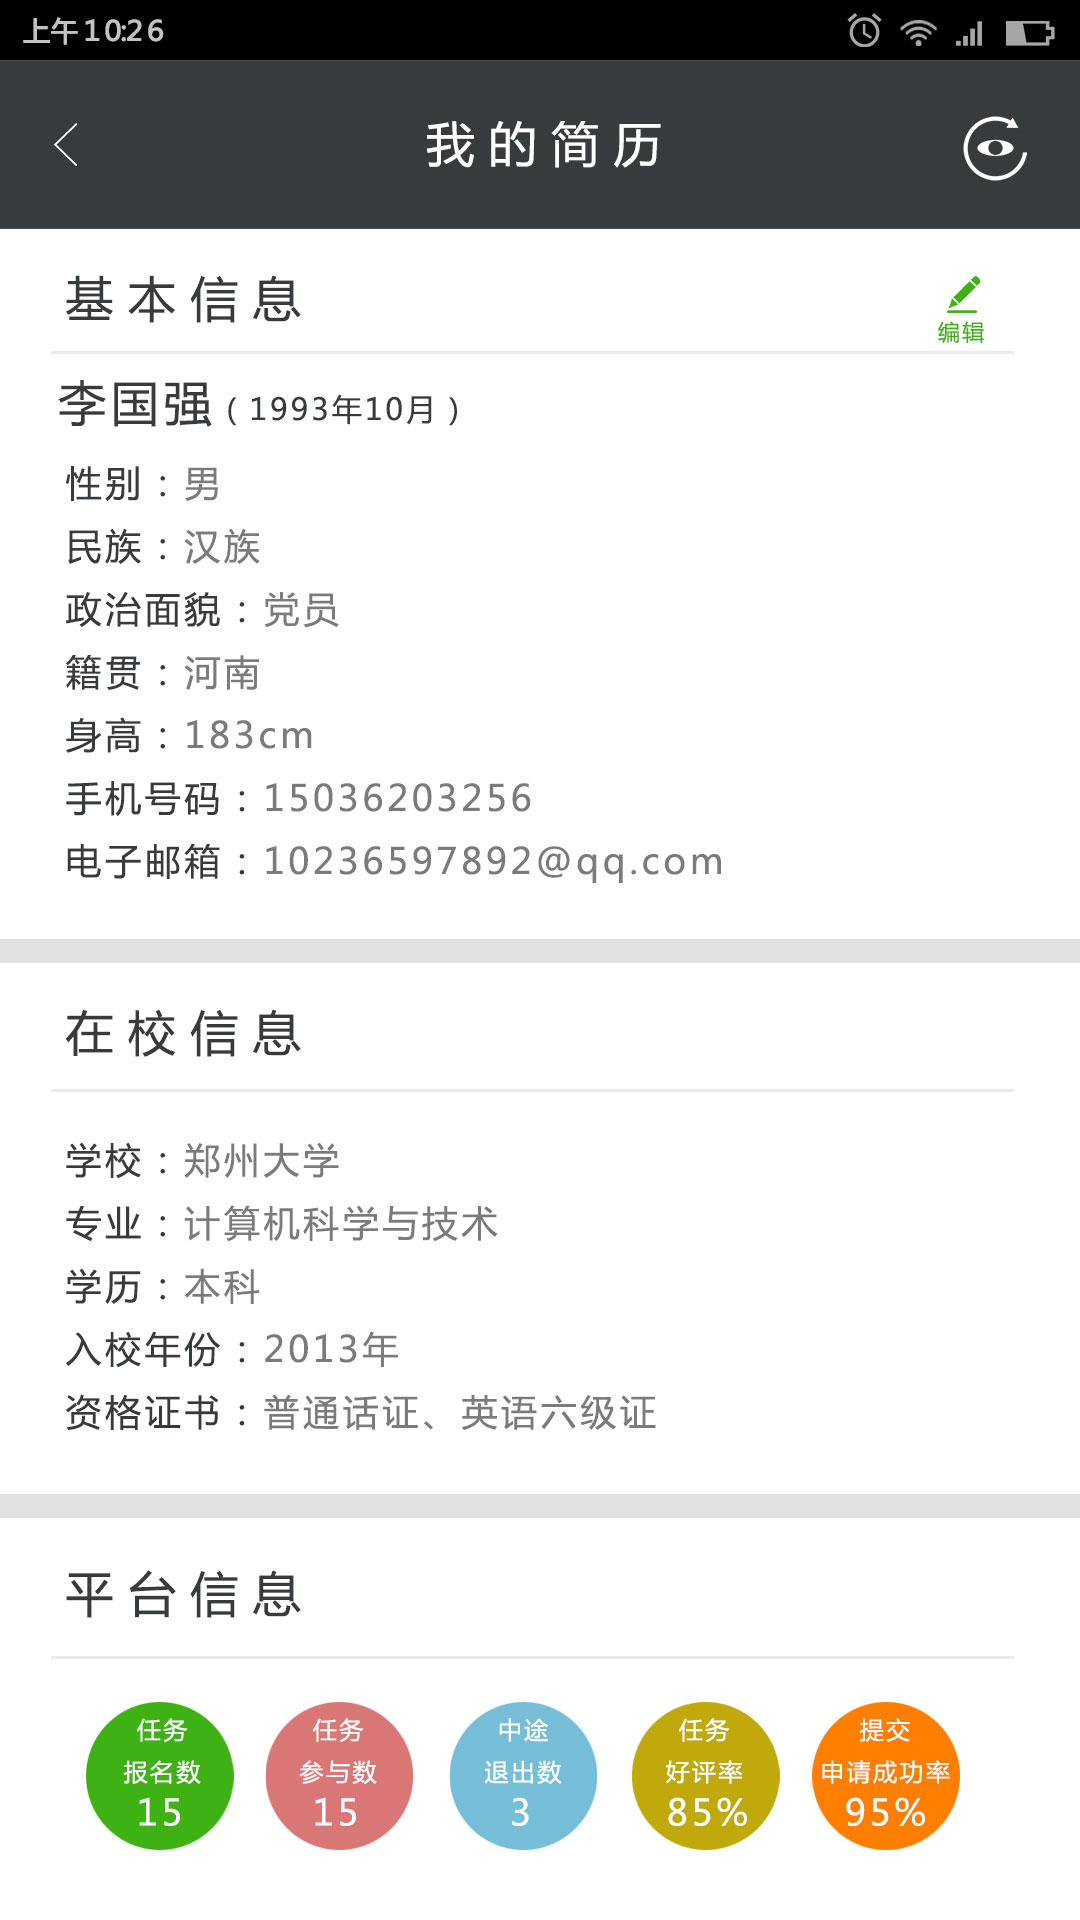 上午10:26
我的简历
基本信息
编辑
李国强（1993年10月）
性别：男
民族：汉族
政治面貌：党员
籍贯：河南
身高：183cm
手机号码：15036203256
电子邮箱：10236597892@qq.com
在校信息
学校：郑州大学
专业：计算机科学与技术
学历：本科
入校年份：2013年
资格证书：普通话证、英语六级证
平台信息
任务
报名数
15
任务
参与数
15
中途
退出数
3
任务
好评率
85%
提交
申请成功率
95%